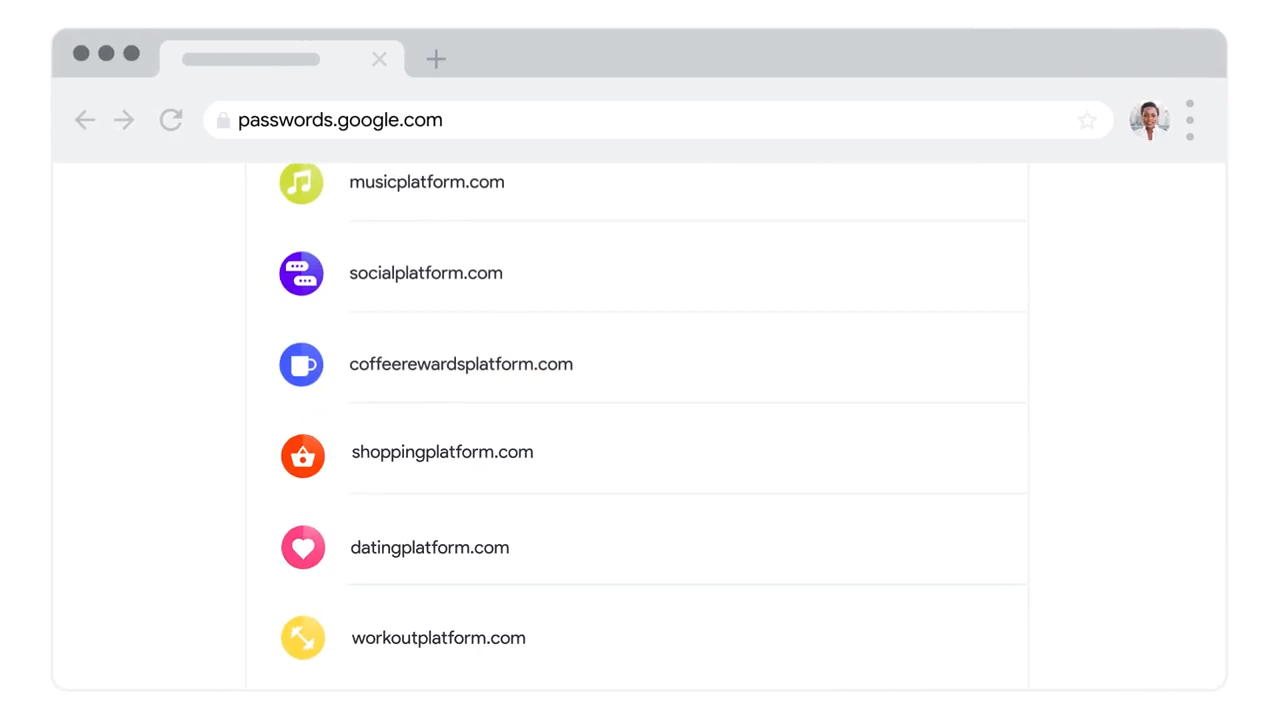 passwords.google.com
musicplatform.com
socialplatform.com
coffeerewardsplatform.com
shoppingplatform.com
datingplatform.com
workoutplatform.com